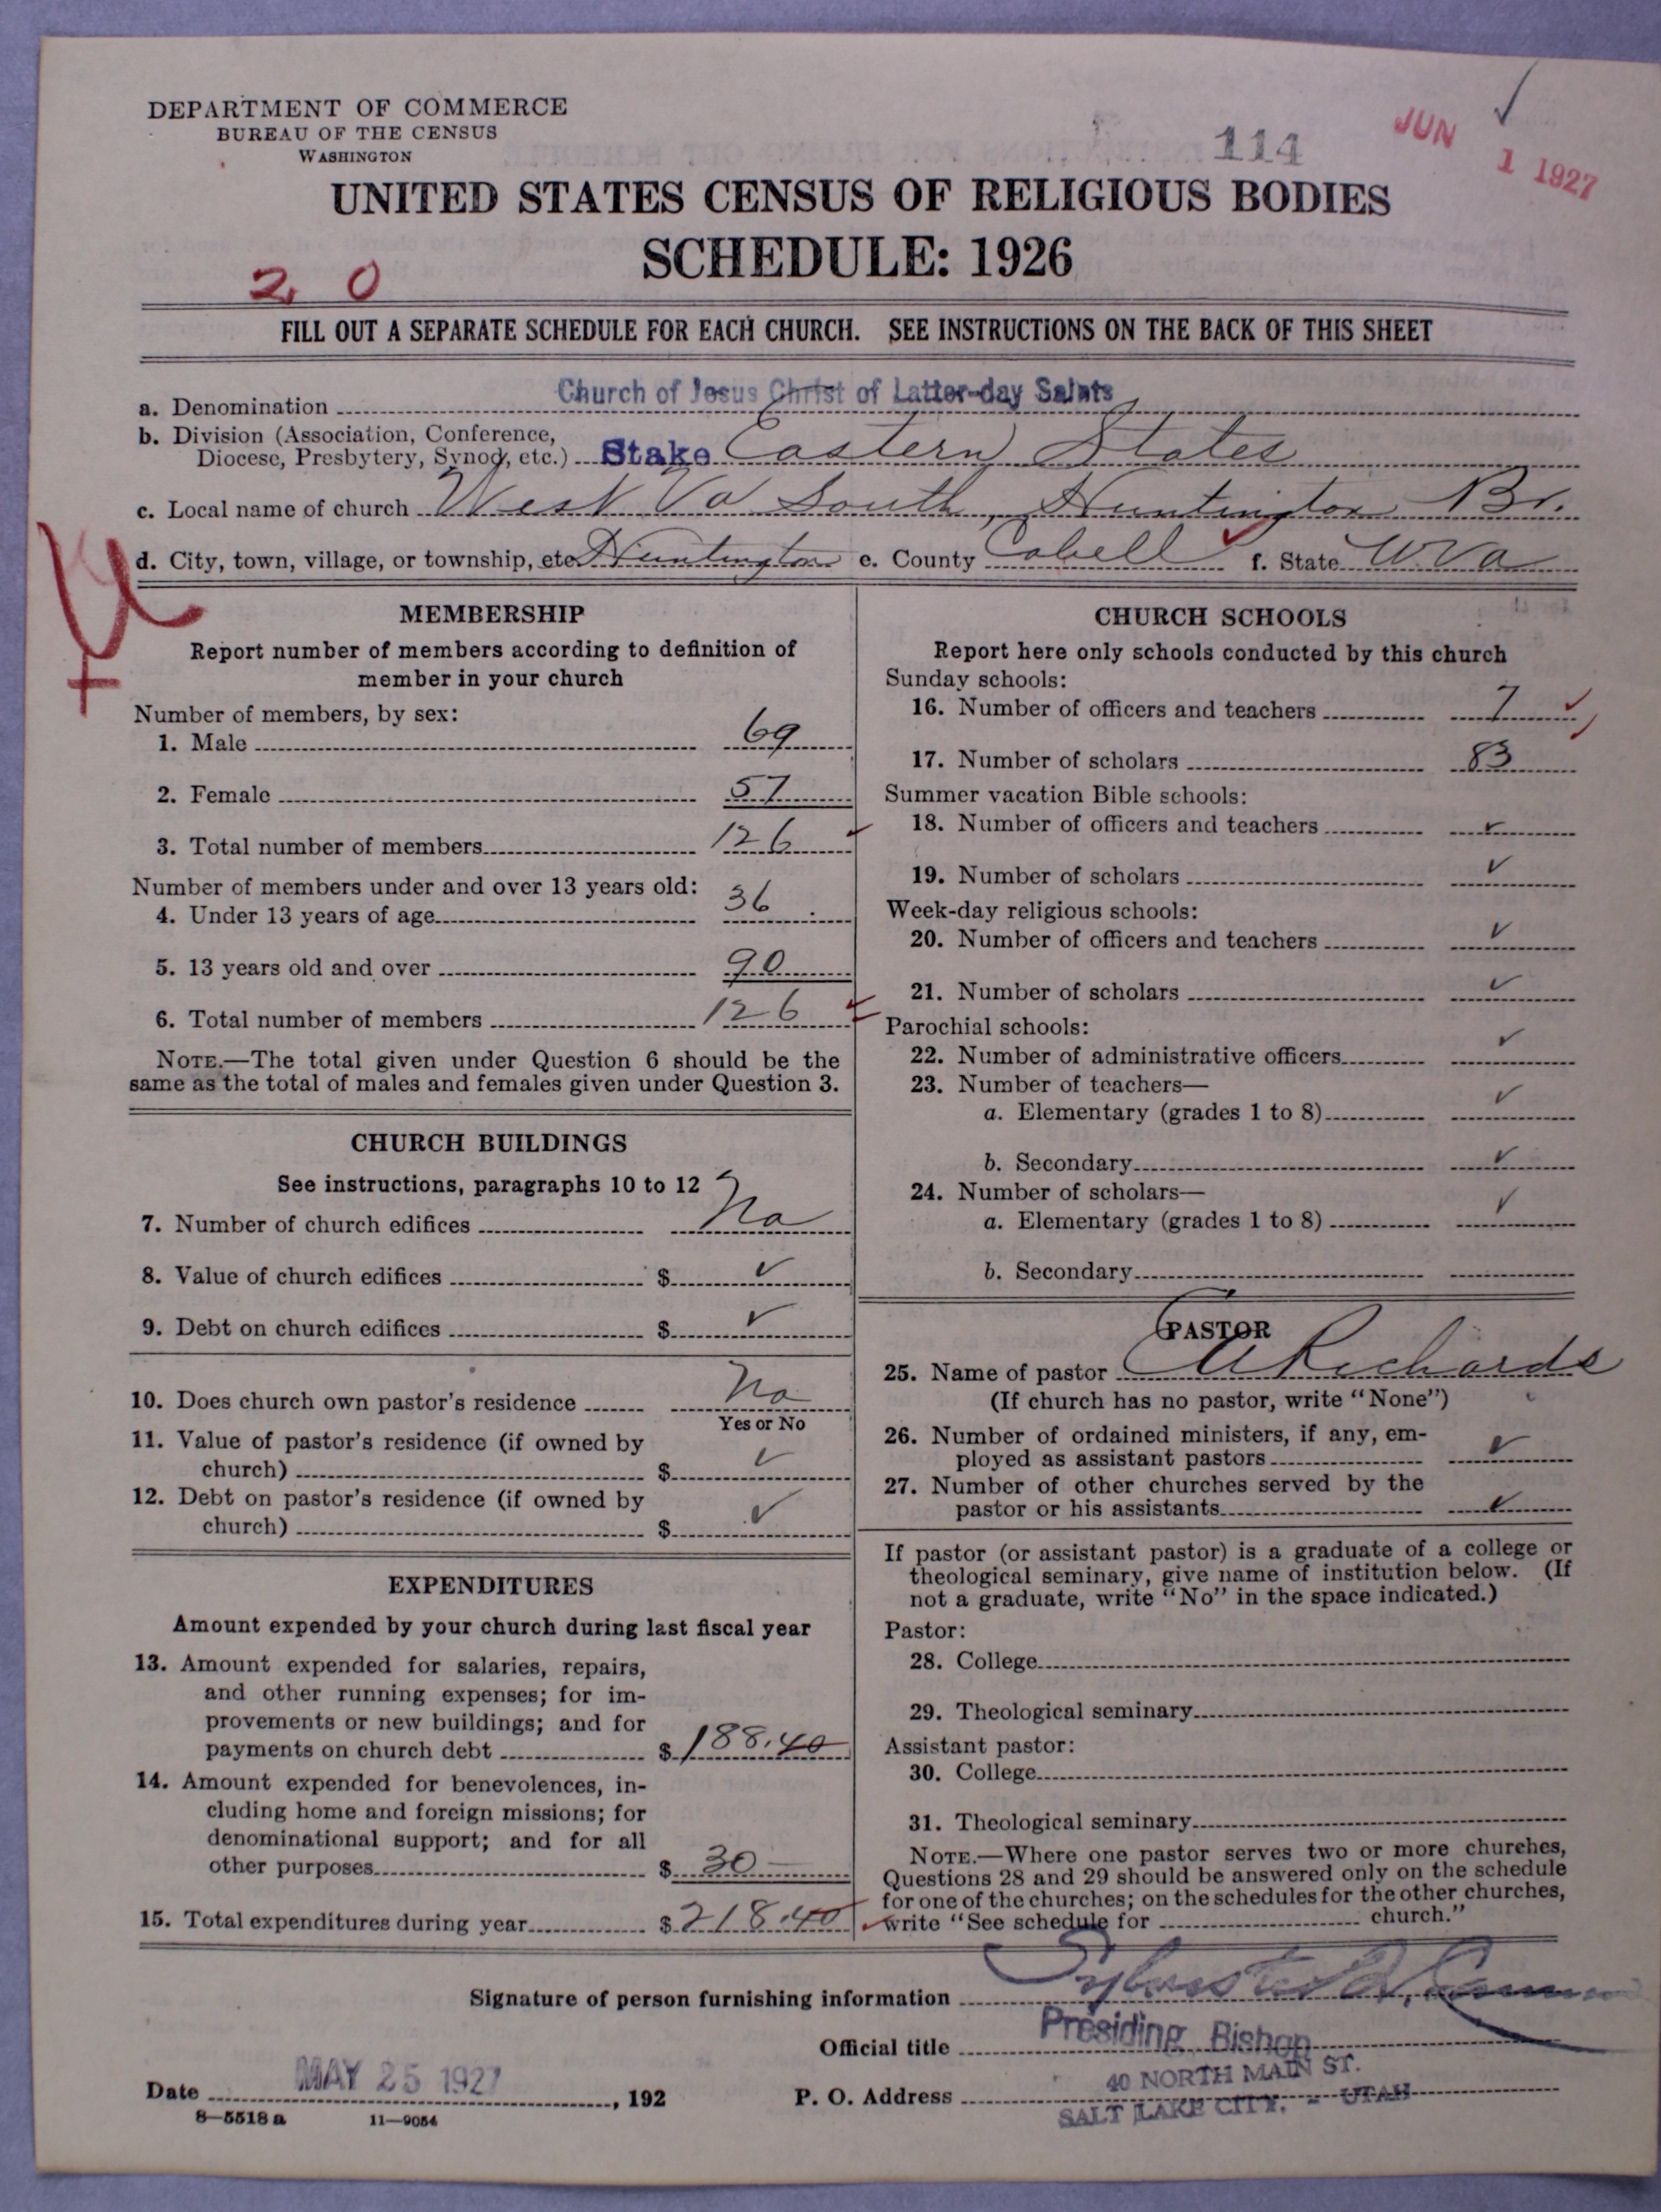 DEPARTMENT OF COMMERCE
BUREAU OF THE CENSUS
WASHINGTON
114
JUN 1 1927
UNITED STATES CENSUS OF RELIGIOUS BODIES
SCHEDULE: 1926
2 0
FILL OUT A SEPARATE SCHEDULE FOR EACH CHURCH. SEE INSTRUCTIONS ON THE BACK OF THIS SHEET
a. Denomination Church of Jesus Christ of Latter-day Saints
b. Division (Association, Conference,
Diocese, Presbytery, Synod, etc.) Stake Eastern States
c. Local name of church West Va South, Huntington Br.
d. City, town, village, or township, etc. Huntington e. County Cabell f. State W. Va
MEMBERSHIP
Report number of members according to definition of
member in your church
Number of members, by sex:
1. Male 69
2. Female 57
3. Total number of members 126
Number of members under and over 13 years old:
4. Under 13 years of age 36
5. 13 years old and over 90
6. Total number of members 126
NOTE.—The total given under Question 6 should be the
same as the total of males and females given under Question 3.
CHURCH BUILDINGS
See instructions, paragraphs 10 to 12
7. Number of church edifices No
8. Value of church edifices $ ✓
9. Debt on church edifices $ ✓
10. Does church own pastor's residence No
Yes or No
11. Value of pastor's residence (if owned by
church) $ ✓
12. Debt on pastor's residence (if owned by
church) $ ✓
EXPENDITURES
Amount expended by your church during last fiscal year
13. Amount expended for salaries, repairs,
and other running expenses; for im-
provements or new buildings; and for
payments on church debt $ 188.40
14. Amount expended for benevolences, in-
cluding home and foreign missions; for
denominational support; and for all
other purposes $ 30 —
15. Total expenditures during year $ 218.40
CHURCH SCHOOLS
Report here only schools conducted by this church
Sunday schools:
16. Number of officers and teachers 7
17. Number of scholars 83
Summer vacation Bible schools:
18. Number of officers and teachers ✓
19. Number of scholars ✓
Week-day religious schools:
20. Number of officers and teachers ✓
21. Number of scholars ✓
Parochial schools:
22. Number of administrative officers ✓
23. Number of teachers—
a. Elementary (grades 1 to 8) ✓
b. Secondary ✓
24. Number of scholars—
a. Elementary (grades 1 to 8) ✓
b. Secondary
PASTOR
25. Name of pastor Richards
(If church has no pastor, write "None")
26. Number of ordained ministers, if any, em-
ployed as assistant pastors ✓
27. Number of other churches served by the
pastor or his assistants ✓
If pastor (or assistant pastor) is a graduate of a college or
theological seminary, give name of institution below. (If
not a graduate, write "No" in the space indicated.)
Pastor:
28. College
29. Theological seminary
Assistant pastor:
30. College
31. Theological seminary
NOTE.—Where one pastor serves two or more churches,
Questions 28 and 29 should be answered only on the schedule
for one of the churches; on the schedules for the other churches,
write "See schedule for church."
Signature of person furnishing information
Official title Presiding Bishop
Date MAY 25 1927, 192 P. O. Address 40 NORTH MAIN ST.
SALT LAKE CITY, - UTAH
8—5518 a 11—9054